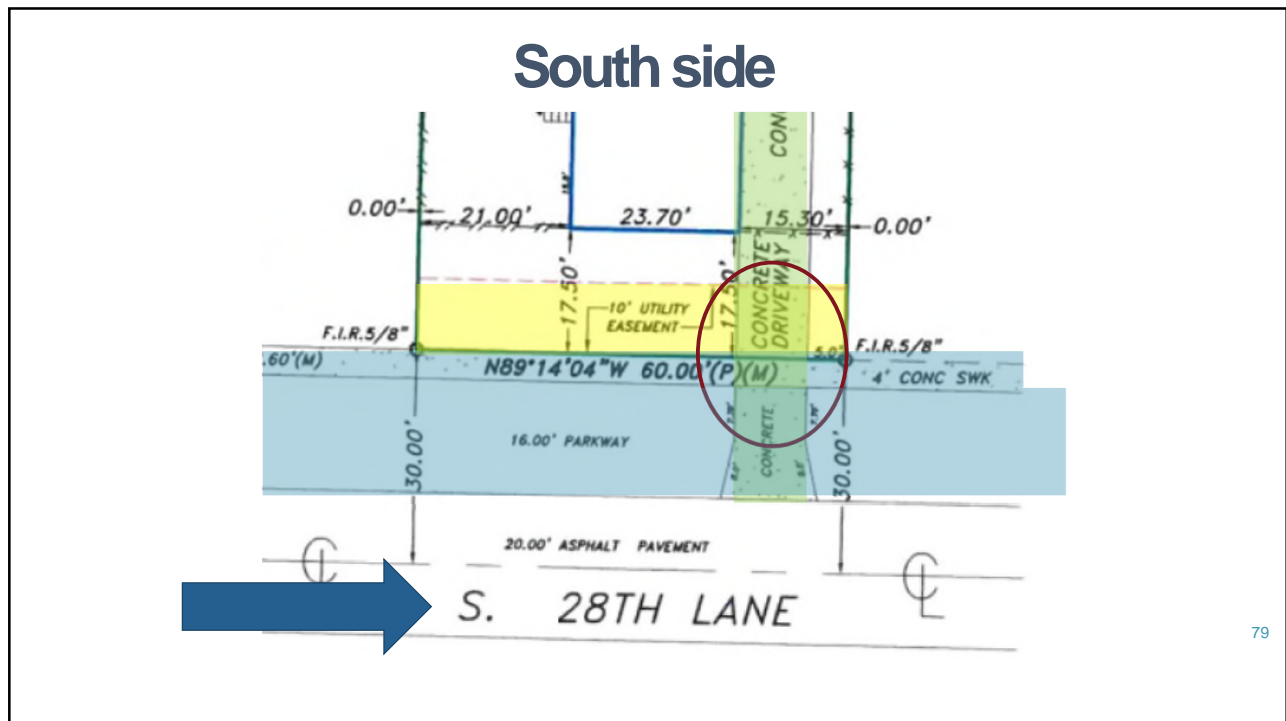 South side
CON
0.00' 21.00' 23.70' 15.30' 0.00'
17.50' 17.50'
CONCRETE
DRIVEWAY
10' UTILITY
EASEMENT
F.I.R.5/8" 5.0' F.I.R.5/8"
.60'(M) N89°14'04"W 60.00'(P)(M) 4' CONC SWK
30.00' 16.00' PARKWAY CONCRETE 30.00'
20.00' ASPHALT PAVEMENT
S. 28TH LANE
79